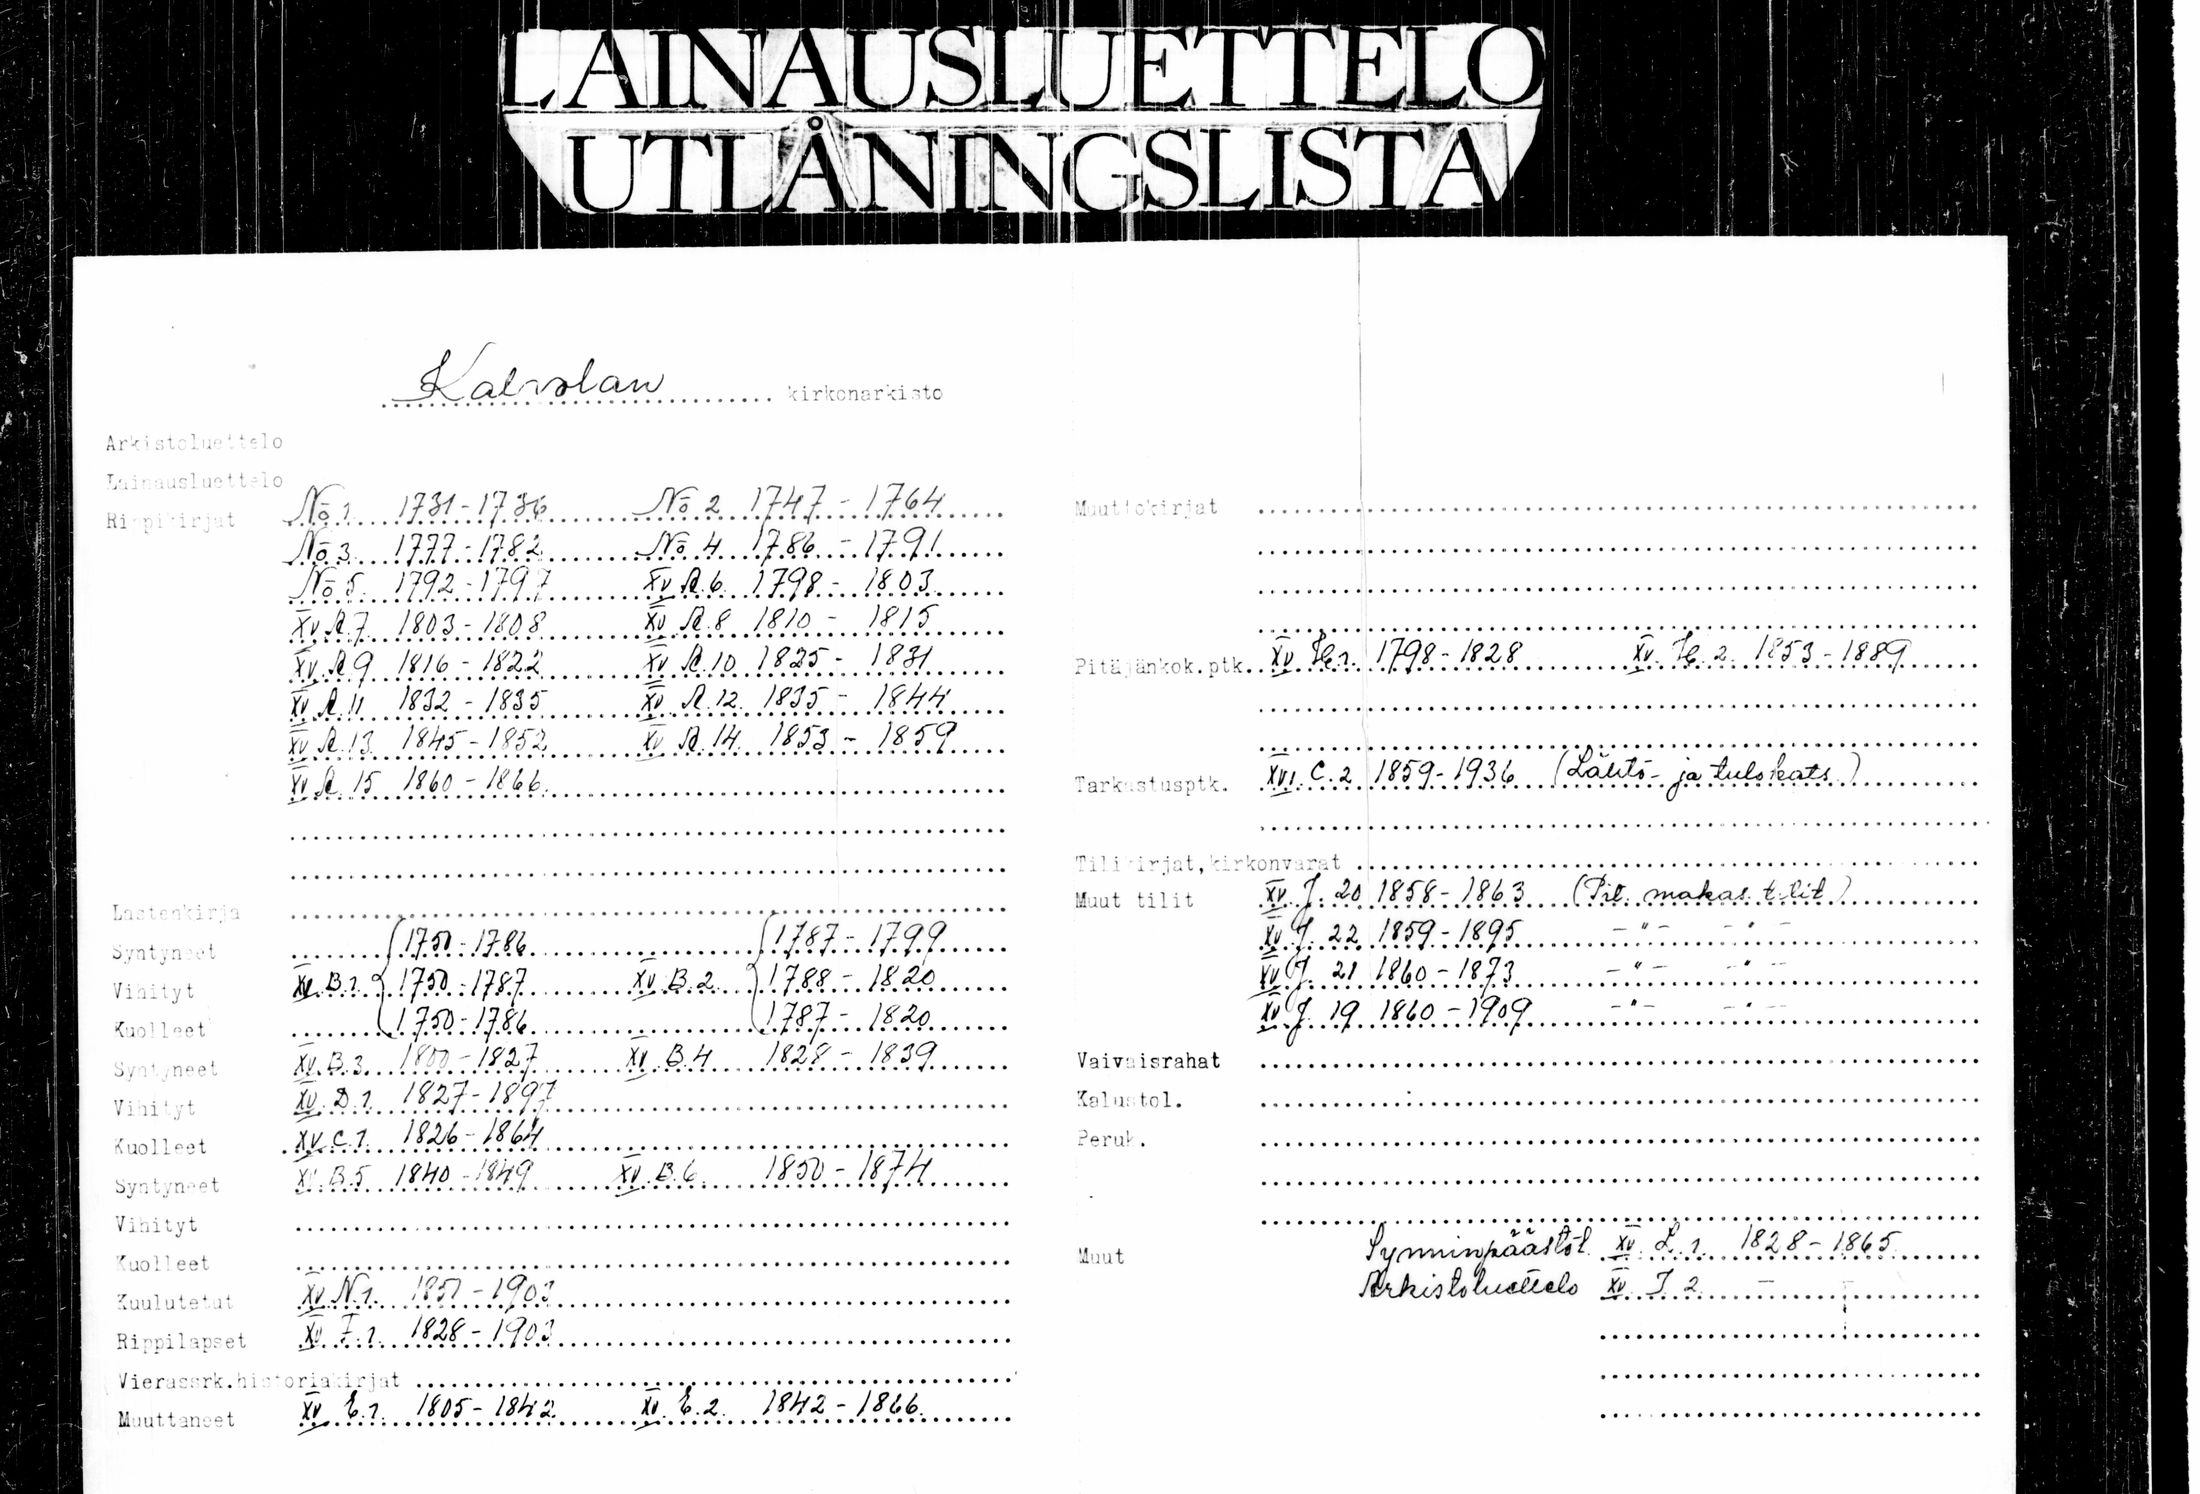 LAINAUSLUETTELO
UTLÅNINGSLISTA
Kalvolan kirkonarkisto
Arkistoluettelo
Lainausluettelo
Rippikirjat No 1. 1731-1736 No 2 1747-1764
No 3. 1777-1782 No 4 1786-1791
No 5. 1792-1797 XV A.6. 1798-1803
XV A.7 1803-1808 XV A.8 1810-1815
XV A 9 1816-1822 XV A.10 1825-1831
XV A.11 1832-1835 XV A.12. 1835-1844
XV A.13. 1845-1852 XV A.14. 1853-1859
XV A.15 1860-1866
Lastenkirja
Syntyneet 1750-1786 1787-1799
Vihityt XV.B.1. 1750-1787 XV.B.2. 1788-1820
Kuolleet 1750-1786 1787-1820
Syntyneet XV.B.3. 1800-1827 XV.B.4 1828-1839
Vihityt XV.D.1. 1827-1897
Kuolleet XV.C.1. 1826-1864
Syntyneet XV.B.5 1840-1849 XV.B.6. 1850-1874
Vihityt
Kuolleet
Kuulutetut XV N.1. 1851-1903
Rippilapset XV F.1. 1828-1903
Vierassrk.historiakirjat
Muuttaneet XV E.1. 1805-1842 XV. E.2. 1842-1866
Muuttokirjat
Pitäjänkok.ptk. XV. K.1. 1798-1828 XV. K.2. 1853-1889
Tarkastusptk. XVI. C.2 1859-1936 (Lähtö- ja tulokats.)
Tilikirjat,kirkonvarat
Muut tilit XV. J. 20 1858-1863 (Pit. makas. tilit)
XV. J. 22 1859-1895 -"- -"-
XV J. 21 1860-1873 -"- -"-
XV J. 19 1860-1909 -"- -"-
Vaivaisrahat
Kalustol.
Peruk.
Muut Synninpäästöt. XV. L.1. 1828-1865
Arkistoluettelo XV. I 2. -